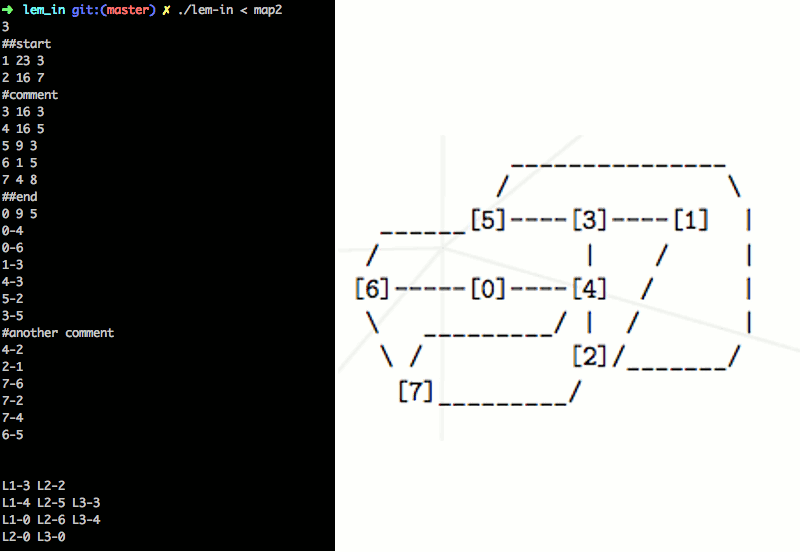 ➜ lem_in git:(master) ✗ ./lem-in < map2
3
##start
1 23 3
2 16 7
#comment
3 16 3
4 16 5
5 9 3
6 1 5
7 4 8
##end
0 9 5
0-4
0-6
1-3
4-3
5-2
3-5
#another comment
4-2
2-1
7-6
7-2
7-4
6-5
L1-3 L2-2
L1-4 L2-5 L3-3
L1-0 L2-6 L3-4
L2-0 L3-0
[5]----[3]----[1]
[6]-----[0]----[4]
[2]
[7]